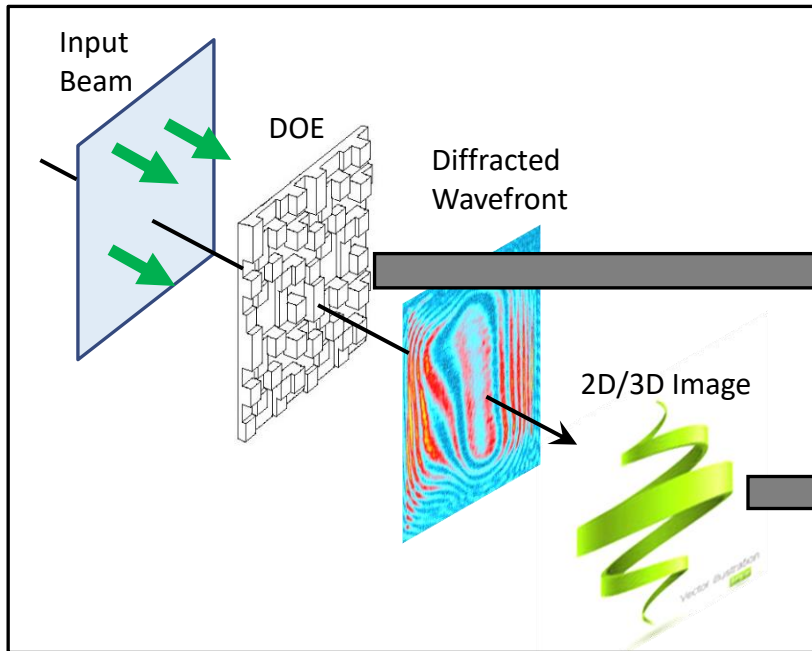 Input
Beam
DOE
Diffracted
Wavefront
2D/3D Image
Vector illustration